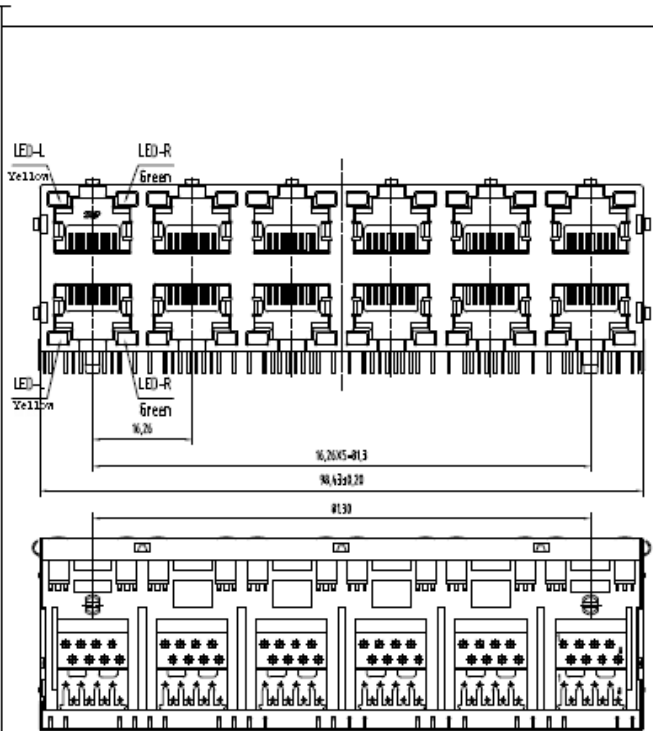 LED-L
LED-R
Yellow
Green
LED-L
LED-R
Yellow
Green
16,26
16,26X5=81,3
98,43±0,20
81,30